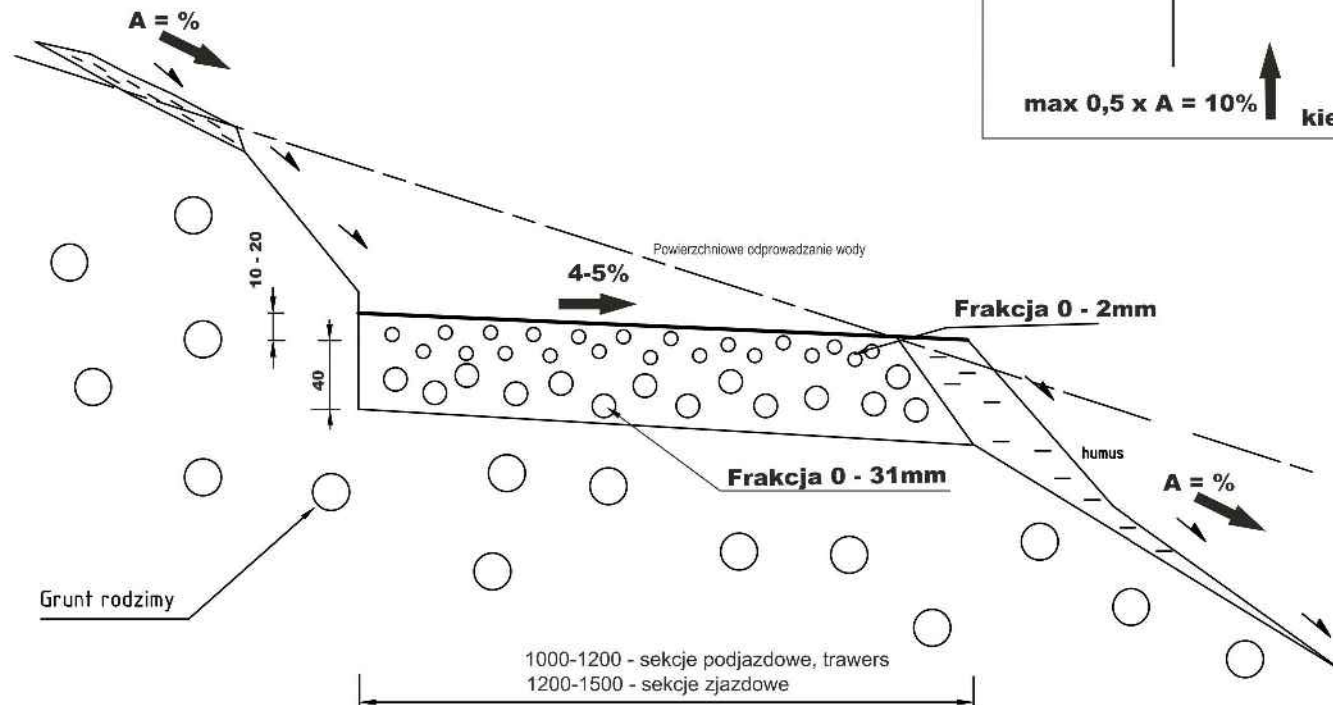 A = %
max 0,5 x A = 10%
kie
10 - 20
Powierzchniowe odprowadzanie wody
4-5%
Frakcja 0 - 2mm
40
humus
Frakcja 0 - 31mm
A = %
Grunt rodzimy
1000-1200 - sekcje podjazdowe, trawers
1200-1500 - sekcje zjazdowe